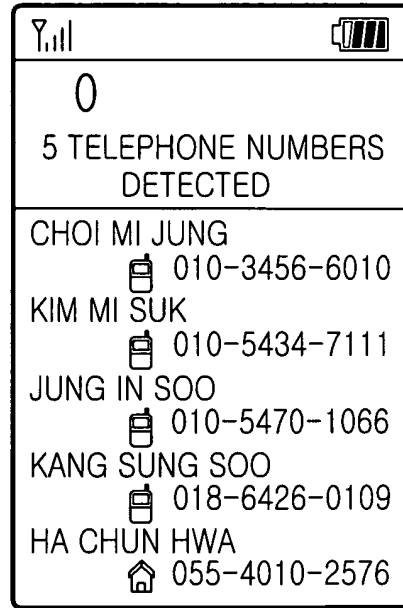 0
5 TELEPHONE NUMBERS
DETECTED
CHOI MI JUNG
010-3456-6010
KIM MI SUK
010-5434-7111
JUNG IN SOO
010-5470-1066
KANG SUNG SOO
018-6426-0109
HA CHUN HWA
055-4010-2576